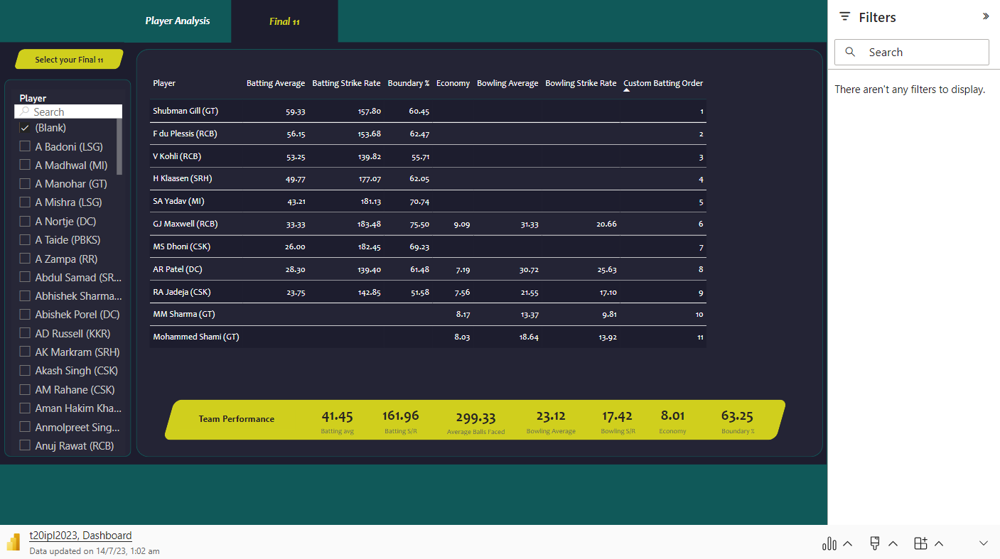 Player Analysis
Final 11
Filters
Search
There aren't any filters to display.
Select your Final 11
Player
Search
(Blank)
A Badoni (LSG)
A Madhwal (MI)
A Manohar (GT)
A Mishra (LSG)
A Nortje (DC)
A Taide (PBKS)
A Zampa (RR)
Abdul Samad (SR...
Abhishek Sharma...
Abishek Porel (DC)
AD Russell (KKR)
AK Markram (SRH)
Akash Singh (CSK)
AM Rahane (CSK)
Aman Hakim Kha...
Anmolpreet Sing...
Anuj Rawat (RCB)
Player Batting Average Batting Strike Rate Boundary % Economy Bowling Average Bowling Strike Rate Custom Batting Order
Shubman Gill (GT) 59.33 157.80 60.45 1
F du Plessis (RCB) 56.15 153.68 62.47 2
V Kohli (RCB) 53.25 139.82 55.71 3
H Klaasen (SRH) 49.77 177.07 62.05 4
SA Yadav (MI) 43.21 181.13 70.74 5
GJ Maxwell (RCB) 33.33 183.48 75.50 9.09 31.33 20.66 6
MS Dhoni (CSK) 26.00 182.45 69.23 7
AR Patel (DC) 28.30 139.40 61.48 7.19 30.72 25.63 8
RA Jadeja (CSK) 23.75 142.85 51.58 7.56 21.55 17.10 9
MM Sharma (GT) 8.17 13.37 9.81 10
Mohammed Shami (GT) 8.03 18.64 13.92 11
Team Performance
41.45 161.96 299.33 23.12 17.42 8.01 63.25
Batting avg Batting S/R Average Balls Faced Bowling Average Bowling S/R Economy Boundary %
t20ipl2023, Dashboard
Data updated on 14/7/23, 1:02 am